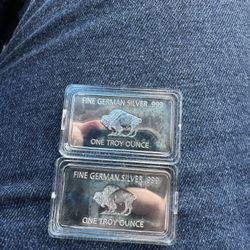 FINE GERMAN SILVER .999
ONE TROY OUNCE
FINE GERMAN SILVER .999
ONE TROY OUNCE